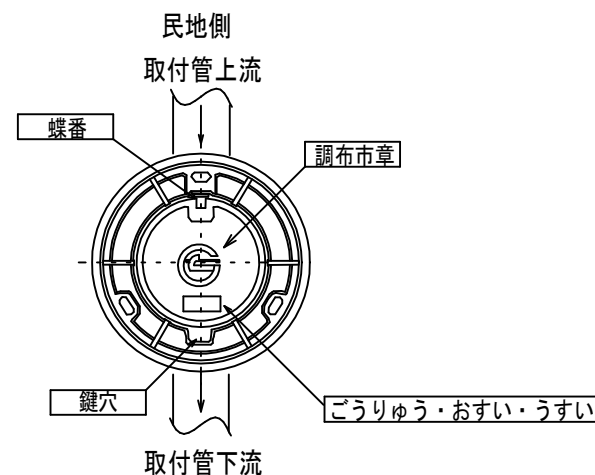 民地側
取付管上流
蝶番
調布市章
鍵穴
ごうりゅう・おすい・うすい
取付管下流